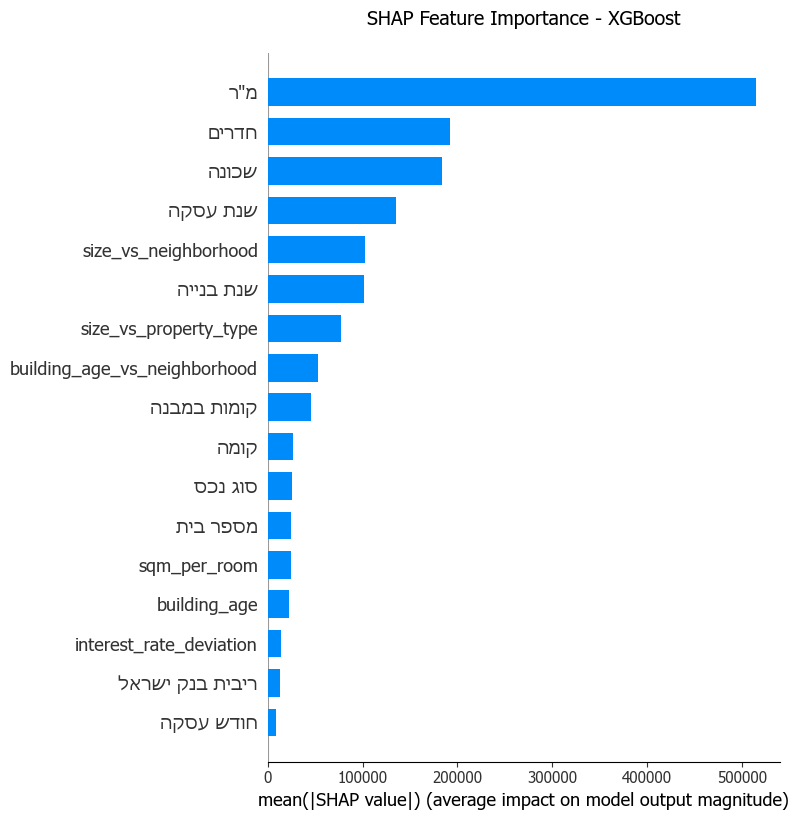 SHAP Feature Importance - XGBoost
מ"ר
חדרים
שכונה
שנת עסקה
size_vs_neighborhood
שנת בנייה
size_vs_property_type
building_age_vs_neighborhood
קומות במבנה
קומה
סוג נכס
מספר בית
sqm_per_room
building_age
interest_rate_deviation
ריבית בנק ישראל
חודש עסקה
0 100000 200000 300000 400000 500000
mean(|SHAP value|) (average impact on model output magnitude)